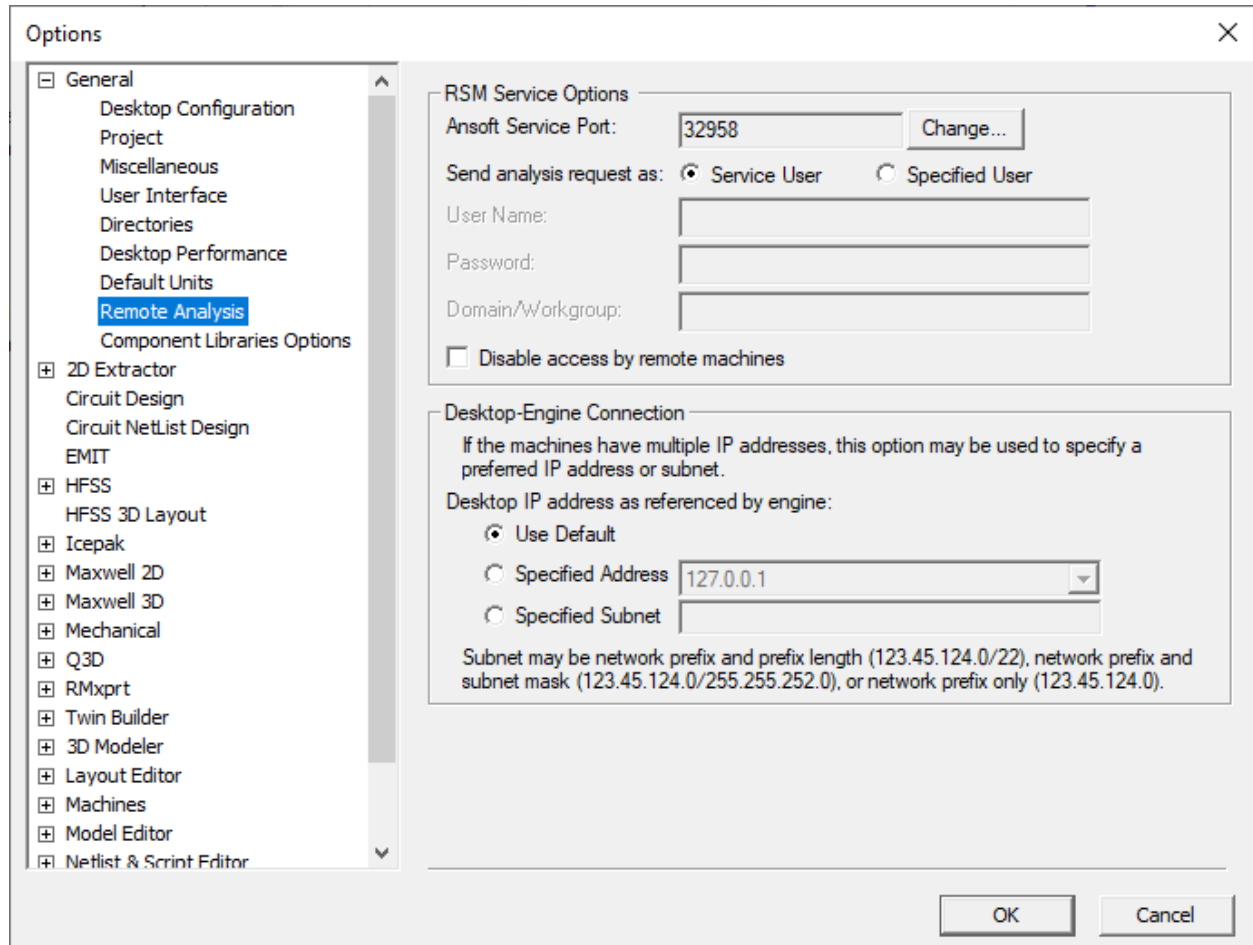 Options
General
Desktop Configuration
Project
Miscellaneous
User Interface
Directories
Desktop Performance
Default Units
Remote Analysis
Component Libraries Options
2D Extractor
Circuit Design
Circuit NetList Design
EMIT
HFSS
HFSS 3D Layout
Icepak
Maxwell 2D
Maxwell 3D
Mechanical
Q3D
RMxprt
Twin Builder
3D Modeler
Layout Editor
Machines
Model Editor
Netlist & Script Editor
RSM Service Options
Ansoft Service Port: 32958 Change...
Send analysis request as: Service User Specified User
User Name:
Password:
Domain/Workgroup:
Disable access by remote machines
Desktop-Engine Connection
If the machines have multiple IP addresses, this option may be used to specify a
preferred IP address or subnet.
Desktop IP address as referenced by engine:
Use Default
Specified Address 127.0.0.1
Specified Subnet
Subnet may be network prefix and prefix length (123.45.124.0/22), network prefix and
subnet mask (123.45.124.0/255.255.252.0), or network prefix only (123.45.124.0).
OK Cancel